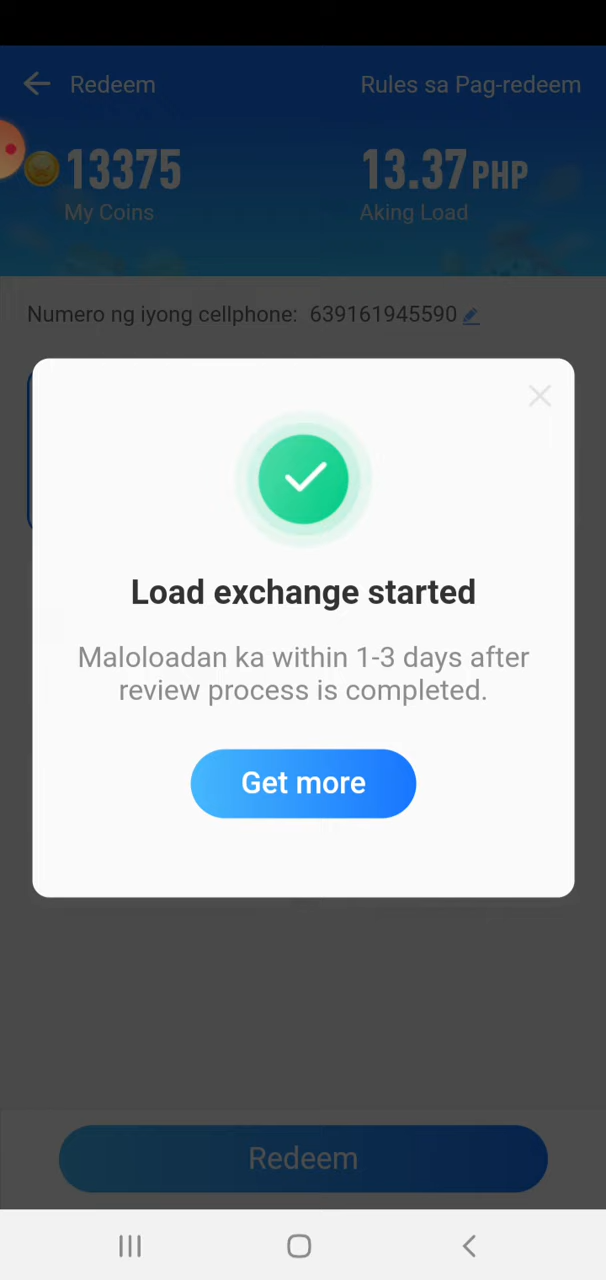 Redeem
Rules sa Pag-redeem
13375
13.37 PHP
My Coins
Aking Load
Numero ng iyong cellphone: 639161945590
Load exchange started
Maloloadan ka within 1-3 days after
review process is completed.
Get more
Redeem